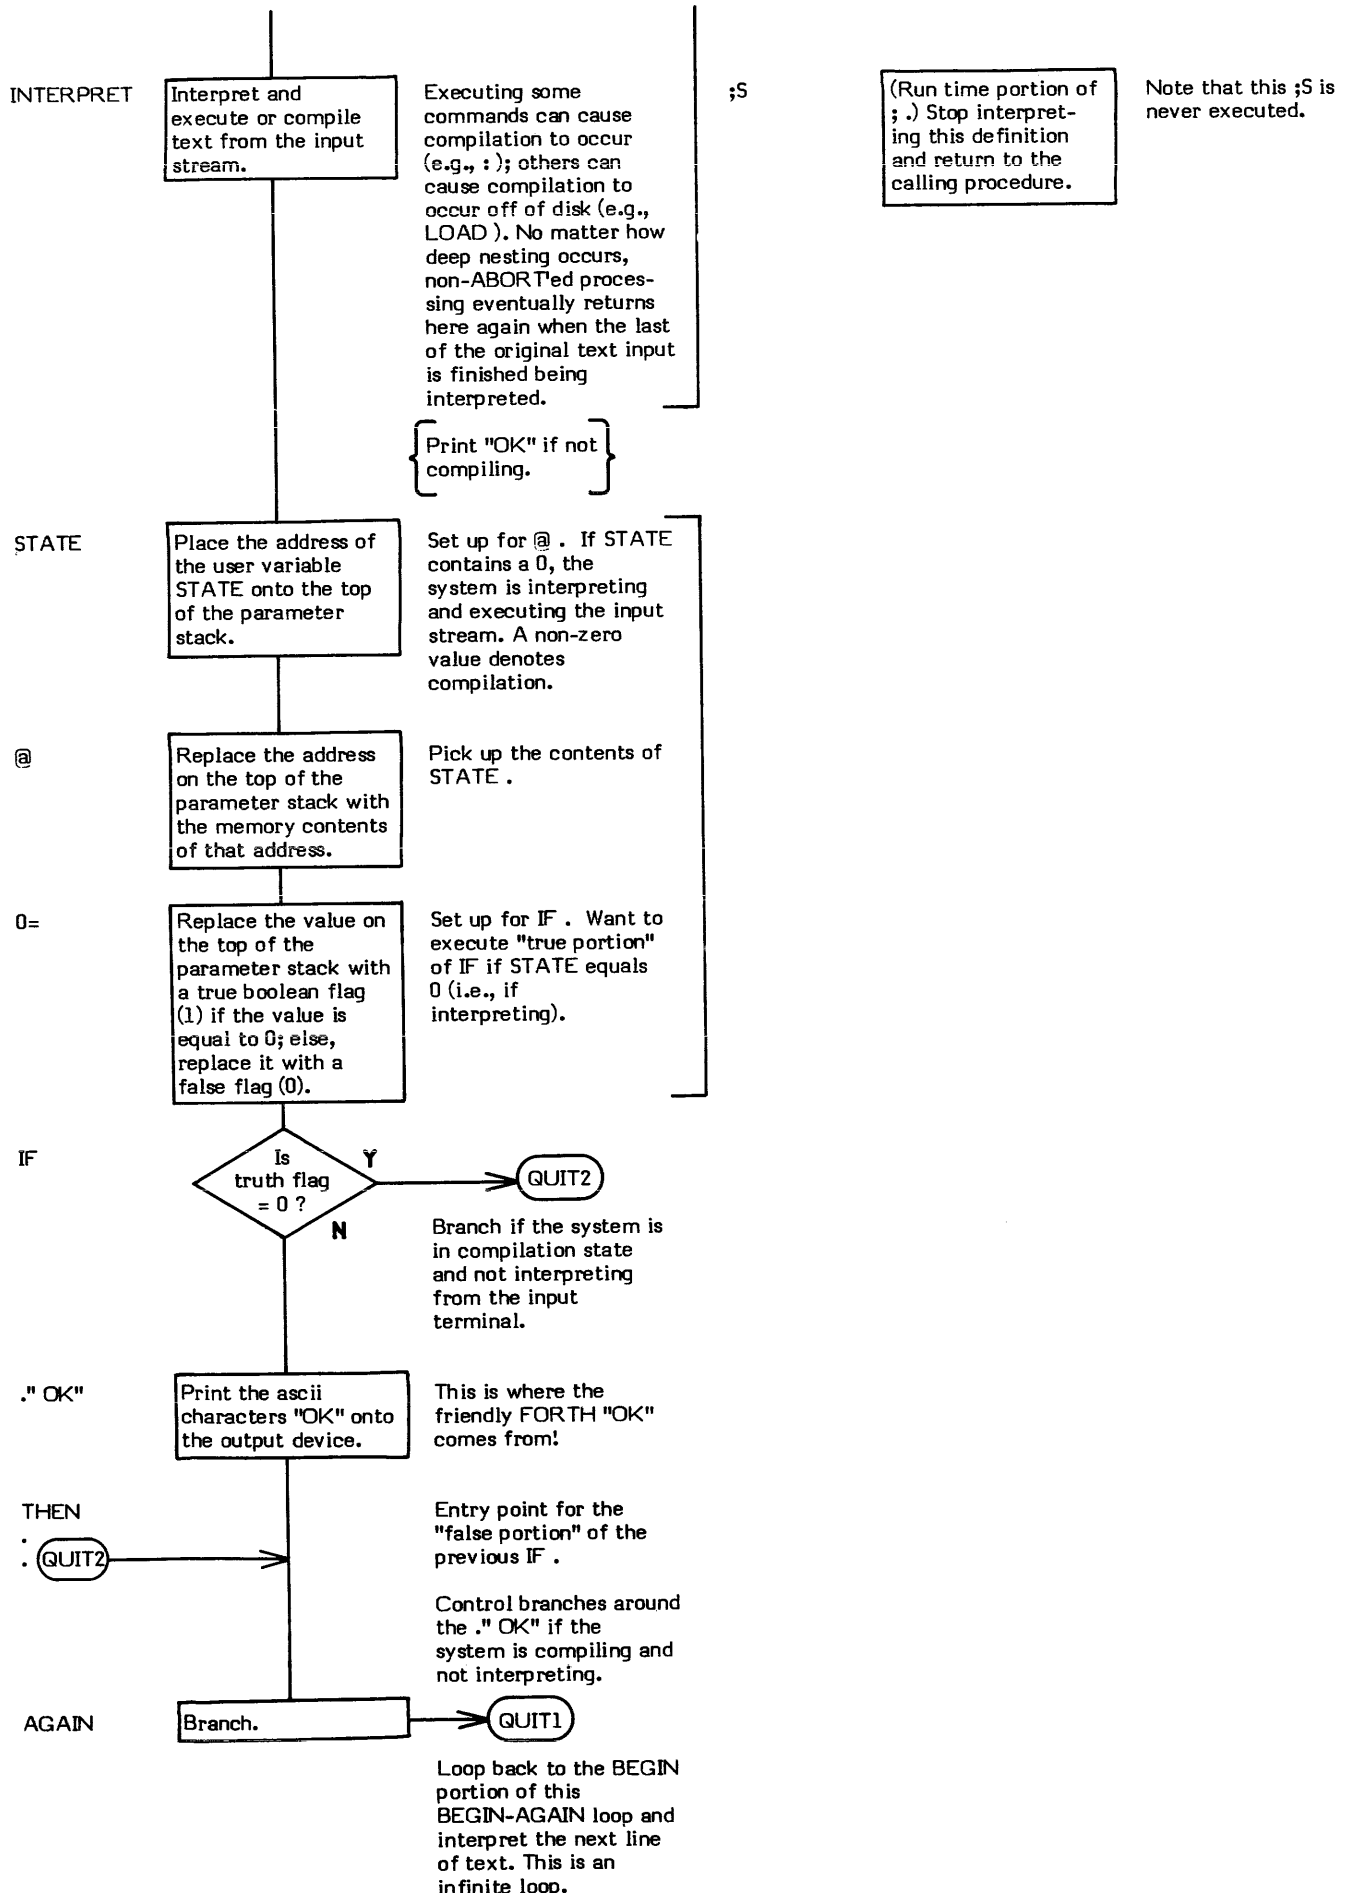 INTERPRET
Interpret and
execute or compile
text from the input
stream.
Executing some
commands can cause
compilation to occur
(e.g., : ); others can
cause compilation to
occur off of disk (e.g.,
LOAD ). No matter how
deep nesting occurs,
non-ABORT'ed proces-
sing eventually returns
here again when the last
of the original text input
is finished being
interpreted.
Print "OK" if not
compiling.
STATE
Place the address of
the user variable
STATE onto the top
of the parameter
stack.
Set up for @ . If STATE
contains a 0, the
system is interpreting
and executing the input
stream. A non-zero
value denotes
compilation.
@
Replace the address
on the top of the
parameter stack with
the memory contents
of that address.
Pick up the contents of
STATE .
0=
Replace the value on
the top of the
parameter stack with
a true boolean flag
(1) if the value is
equal to 0; else,
replace it with a
false flag (0).
Set up for IF . Want to
execute "true portion"
of IF if STATE equals
0 (i.e., if
interpreting).
IF
Is
truth flag
= 0 ?
Y
N
QUIT2
Branch if the system is
in compilation state
and not interpreting
from the input
terminal.
." OK"
Print the ascii
characters "OK" onto
the output device.
This is where the
friendly FORTH "OK"
comes from!
THEN
: QUIT2
Entry point for the
"false portion" of the
previous IF .
Control branches around
the ." OK" if the
system is compiling and
not interpreting.
AGAIN
Branch.
QUIT1
Loop back to the BEGIN
portion of this
BEGIN-AGAIN loop and
interpret the next line
of text. This is an
infinite loop.
;S
(Run time portion of
; .) Stop interpret-
ing this definition
and return to the
calling procedure.
Note that this ;S is
never executed.